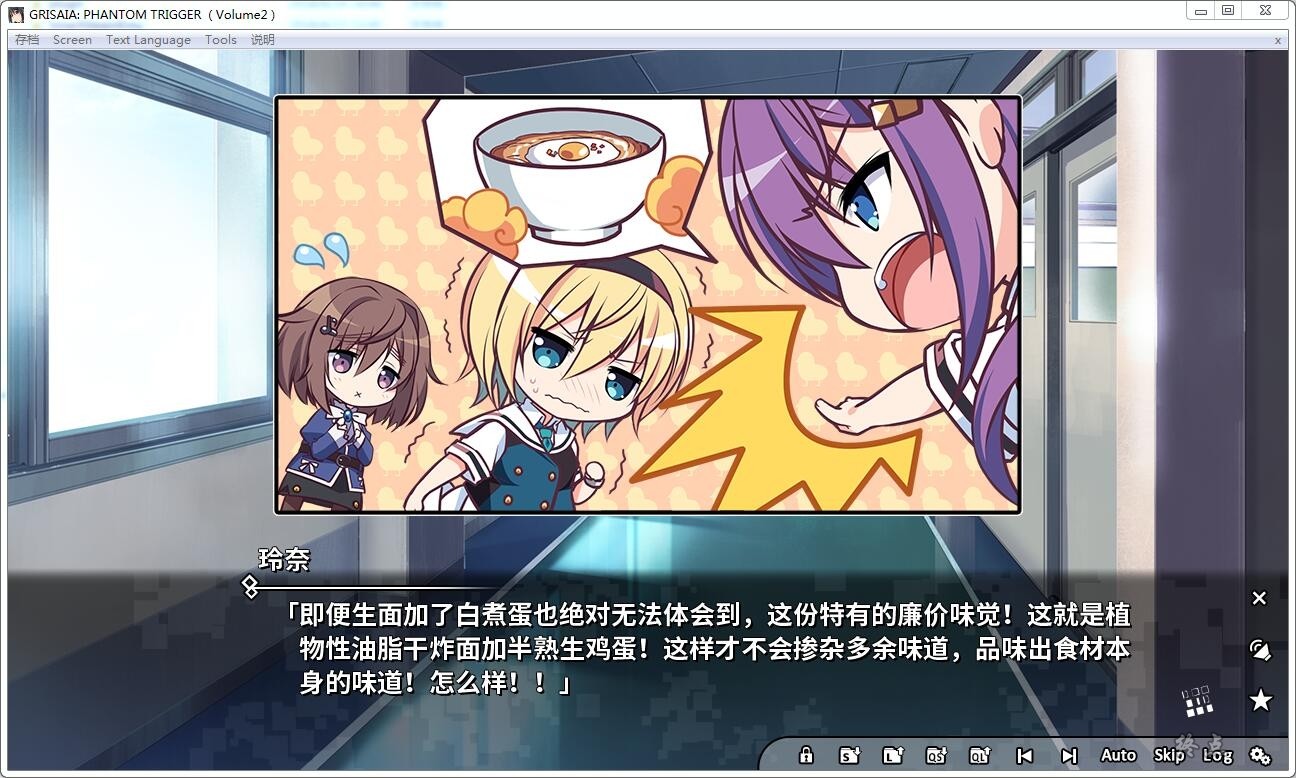 GRISAIA: PHANTOM TRIGGER （Volume2）
存档 Screen Text Language Tools 说明 x
玲奈
「即便生面加了白煮蛋也绝对无法体会到，这份特有的廉价味觉！这就是植
物性油脂干炸面加半熟生鸡蛋！这样才不会掺杂多余味道，品味出食材本
身的味道！怎么样！！」
终点
S L QS QL Auto Skip Log